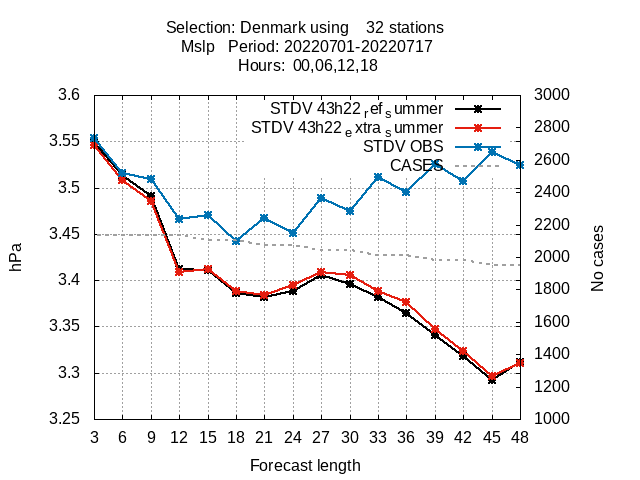 Selection: Denmark using    32 stations
Mslp   Period: 20220701-20220717
Hours:  00,06,12,18
3.6
3.55
3.5
3.45
3.4
3.35
3.3
3.25
hPa
STDV 43h22refsummer
STDV 43h22extrasummer
STDV OBS
CASES
3000
2800
2600
2400
2200
2000
1800
1600
1400
1200
1000
No cases
3 6 9 12 15 18 21 24 27 30 33 36 39 42 45 48
Forecast length